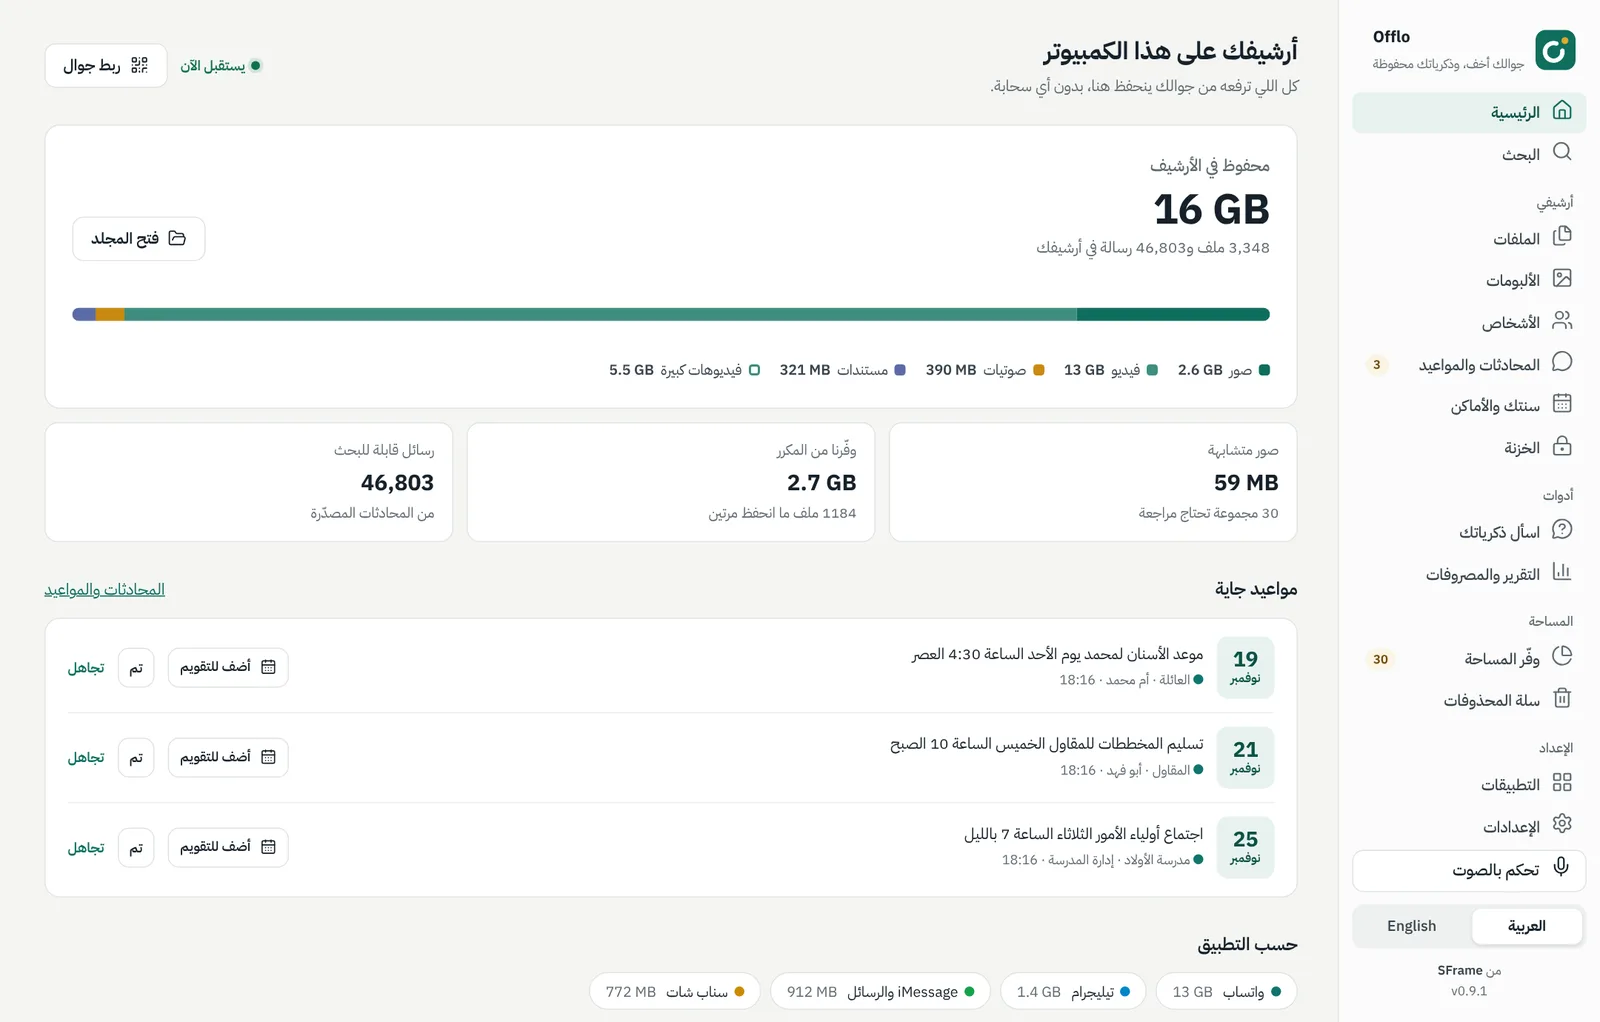 Offlo
جوالك أخف، وذكرياتك محفوظة
الرئيسية
البحث
أرشيفي
الملفات
الألبومات
الأشخاص
المحادثات والمواعيد 3
سنتك والأماكن
الخزنة
أدوات
اسأل ذكرياتك
التقرير والمصروفات
المساحة
وفّر المساحة 30
سلة المحذوفات
الإعداد
التطبيقات
الإعدادات
تحكم بالصوت
العربية English
من SFrame
v0.9.1
أرشيفك على هذا الكمبيوتر
كل اللي ترفعه من جوالك ينحفظ هنا، بدون أي سحابة.
يستقبل الآن
ربط جوال
محفوظ في الأرشيف
16 GB
3,348 ملف و46,803 رسالة في أرشيفك
فتح المجلد
صور 2.6 GB فيديو 13 GB صوتيات 390 MB مستندات 321 MB فيديوهات كبيرة 5.5 GB
صور متشابهة
59 MB
30 مجموعة تحتاج مراجعة
وفّرنا من المكرر
2.7 GB
1184 ملف ما انحفظ مرتين
رسائل قابلة للبحث
46,803
من المحادثات المصدّرة
مواعيد جاية
المحادثات والمواعيد
19 نوفمبر
موعد الأسنان لمحمد يوم الأحد الساعة 4:30 العصر
العائلة · أم محمد · 18:16
أضف للتقويم تم تجاهل
21 نوفمبر
تسليم المخططات للمقاول الخميس الساعة 10 الصبح
المقاول · أبو فهد · 18:16
أضف للتقويم تم تجاهل
25 نوفمبر
اجتماع أولياء الأمور الثلاثاء الساعة 7 بالليل
مدرسة الأولاد · إدارة المدرسة · 18:16
أضف للتقويم تم تجاهل
حسب التطبيق
واتساب 13 GB تيليجرام 1.4 GB iMessage والرسائل 912 MB سناب شات 772 MB